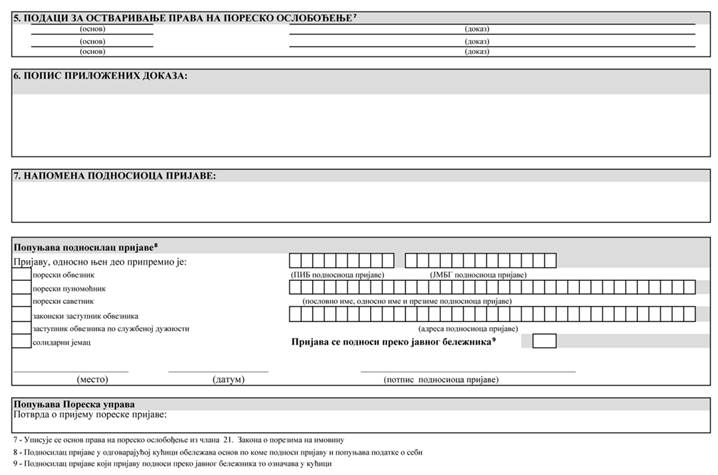 5. ПОДАЦИ ЗА ОСТВАРИВАЊЕ ПРАВА НА ПОРЕСКО ОСЛОБОЂЕЊЕ⁷
(основ) (доказ)
(основ) (доказ)
(основ) (доказ)
6. ПОПИС ПРИЛОЖЕНИХ ДОКАЗА:
7. НАПОМЕНА ПОДНОСИОЦА ПРИЈАВЕ:
Попуњава подносилац пријаве⁸
Пријаву, односно њен део припремио је:
порески обвезник (ПИБ подносиоца пријаве) (ЈМБГ подносиоца пријаве)
порески пуномоћник
порески саветник (пословно име, односно име и презиме подносиоца пријаве)
законски заступник обвезника
заступник обвезника по службеној дужности (адреса подносиоца пријаве)
солидарни јемац Пријава се подноси преко јавног бележника⁹
(место) (датум) (потпис подносиоца пријаве)
Попуњава Пореска управа
Потврда о пријему пореске пријаве:
7 - Уписује се основ права на пореско ослобођење из члана 21. Закона о порезима на имовину
8 - Подносилац пријаве у одговарајућој кућици обележава основ по коме подноси пријаву и попуњава податке о себи
9 - Подносилац пријаве који пријаву подноси преко јавног бележника то означава у кућици